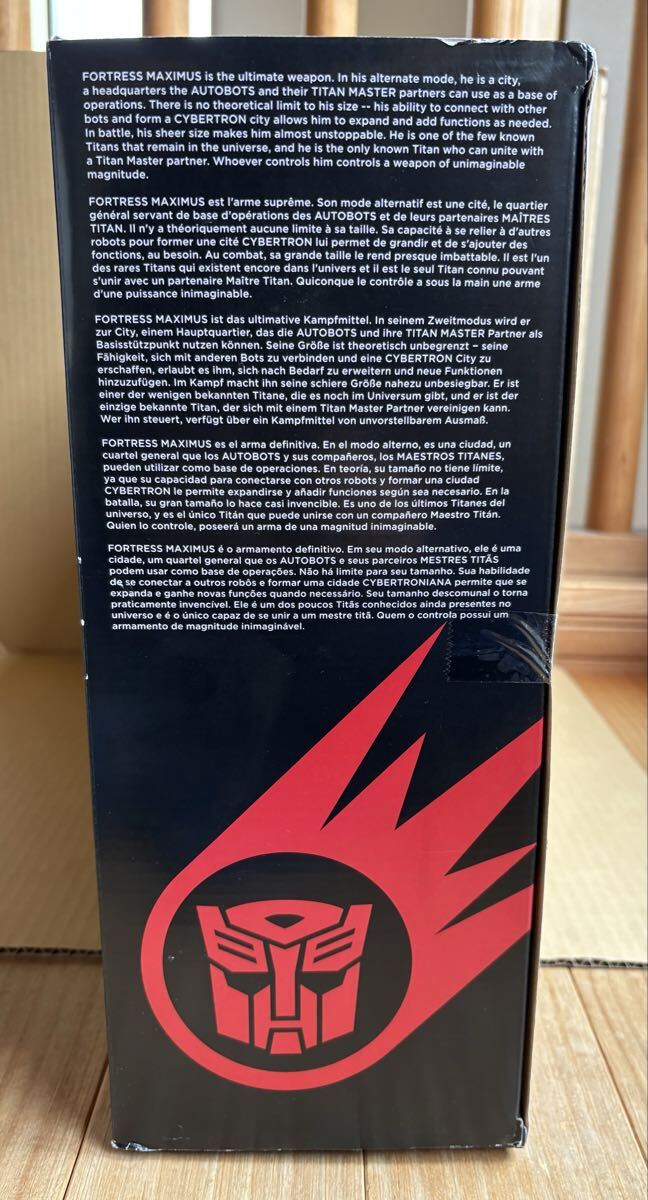 FORTRESS MAXIMUS is the ultimate weapon. In his alternate mode, he is a city,
a headquarters the AUTOBOTS and their TITAN MASTER partners can use as a base of
operations. There is no theoretical limit to his size -- his ability to connect with other
bots and form a CYBERTRON city allows him to expand and add functions as needed.
In battle, his sheer size makes him almost unstoppable. He is one of the few known
Titans that remain in the universe, and he is the only known Titan who can unite with
a Titan Master partner. Whoever controls him controls a weapon of unimaginable
magnitude.
FORTRESS MAXIMUS est l'arme suprême. Son mode alternatif est une cité, le quartier
général servant de base d'opérations des AUTOBOTS et de leurs partenaires MAÎTRES
TITAN. Il n'y a théoriquement aucune limite à sa taille. Sa capacité à se relier à d'autres
robots pour former une cité CYBERTRON lui permet de grandir et de s'ajouter des
fonctions, au besoin. Au combat, sa grande taille le rend presque imbattable. Il est l'un
des rares Titans qui existent encore dans l'univers et il est le seul Titan connu pouvant
s'unir avec un partenaire Maître Titan. Quiconque le contrôle a sous la main une arme
d'une puissance inimaginable.
FORTRESS MAXIMUS ist das ultimative Kampfmittel. In seinem Zweitmodus wird er
zur City, einem Hauptquartier, das die AUTOBOTS und ihre TITAN MASTER Partner als
Basisstützpunkt nutzen können. Seine Größe ist theoretisch unbegrenzt – seine
Fähigkeit, sich mit anderen Bots zu verbinden und eine CYBERTRON City zu
erschaffen, erlaubt es ihm, sich nach Bedarf zu erweitern und neue Funktionen
hinzuzufügen. Im Kampf macht ihn seine schiere Größe nahezu unbesiegbar. Er ist
einer der wenigen bekannten Titane, die es noch im Universum gibt, und er ist der
einzige bekannte Titan, der sich mit einem Titan Master Partner vereinigen kann.
Wer ihn steuert, verfügt über ein Kampfmittel von unvorstellbarem Ausmaß.
FORTRESS MAXIMUS es el arma definitiva. En el modo alterno, es una ciudad, un
cuartel general que los AUTOBOTS y sus compañeros, los MAESTROS TITANES,
pueden utilizar como base de operaciones. En teoría, su tamaño no tiene límite,
ya que su capacidad para conectarse con otros robots y formar una ciudad
CYBERTRON le permite expandirse y añadir funciones según sea necesario. En la
batalla, su gran tamaño lo hace casi invencible. Es uno de los últimos Titanes del
universo, y es el único Titán que puede unirse con un compañero Maestro Titán.
Quien lo controle, poseerá un arma de una magnitud inimaginable.
FORTRESS MAXIMUS é o armamento definitivo. Em seu modo alternativo, ele é uma
cidade, um quartel general que os AUTOBOTS e seus parceiros MESTRES TITÃS
podem usar como base de operações. Não há limite para seu tamanho. Sua habilidade
de se conectar a outros robôs e formar uma cidade CYBERTRONIANA permite que se
expanda e ganhe novas funções quando necessário. Seu tamanho descomunal o torna
praticamente invencível. Ele é um dos poucos Titãs conhecidos ainda presentes no
universo e é o único capaz de se unir a um mestre titã. Quem o controla possui um
armamento de magnitude inimaginável.